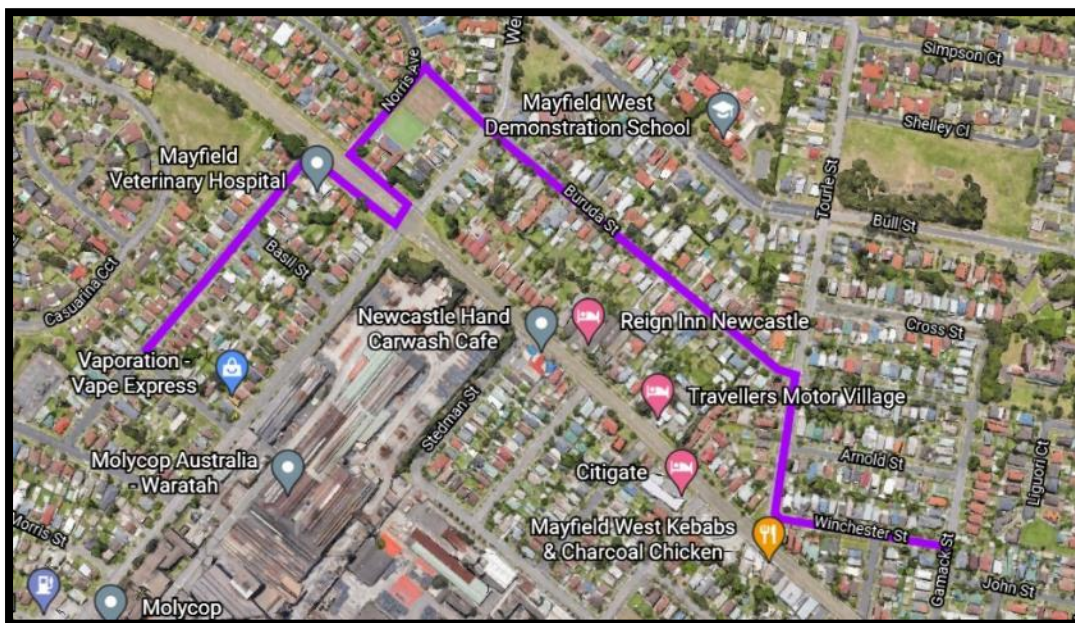 Simpson Ct
Norris Ave
Mayfield West
Demonstration School
Shelley Cl
Mayfield
Veterinary Hospital
Tourle St
Buruda St
Bull St
Basil St
Casuarina Cct
Newcastle Hand
Carwash Cafe
Reign Inn Newcastle
Cross St
Vaporation -
Vape Express
Travellers Motor Village
Stedman St
Molycop Australia
- Waratah
Citigate
Arnold St
Liguori Ct
Morris St
Mayfield West Kebabs
& Charcoal Chicken
Winchester St
Gamack St
John St
Molycop